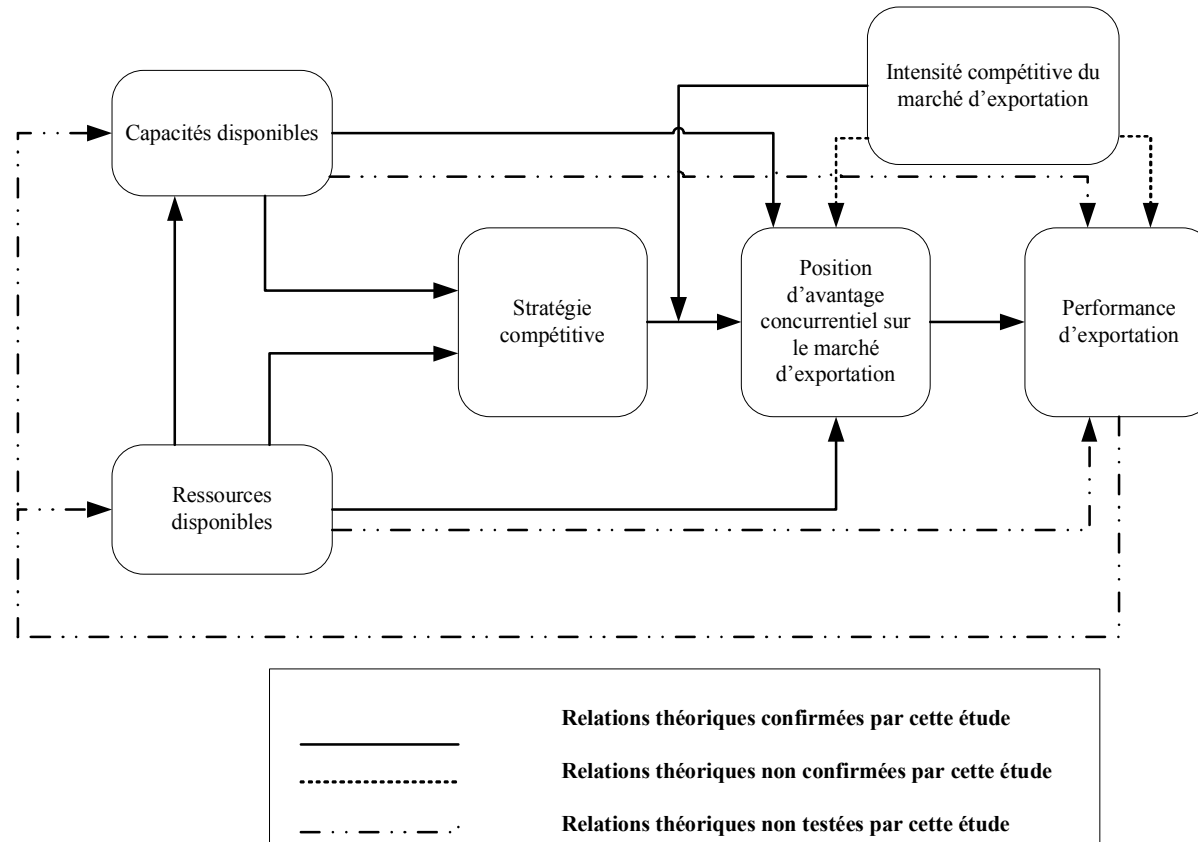 Intensité compétitive du
marché d'exportation
Capacités disponibles
Stratégie
compétitive
Position
d'avantage
concurrentiel sur
le marché
d'exportation
Performance
d'exportation
Ressources
disponibles
Relations théoriques confirmées par cette étude
Relations théoriques non confirmées par cette étude
Relations théoriques non testées par cette étude